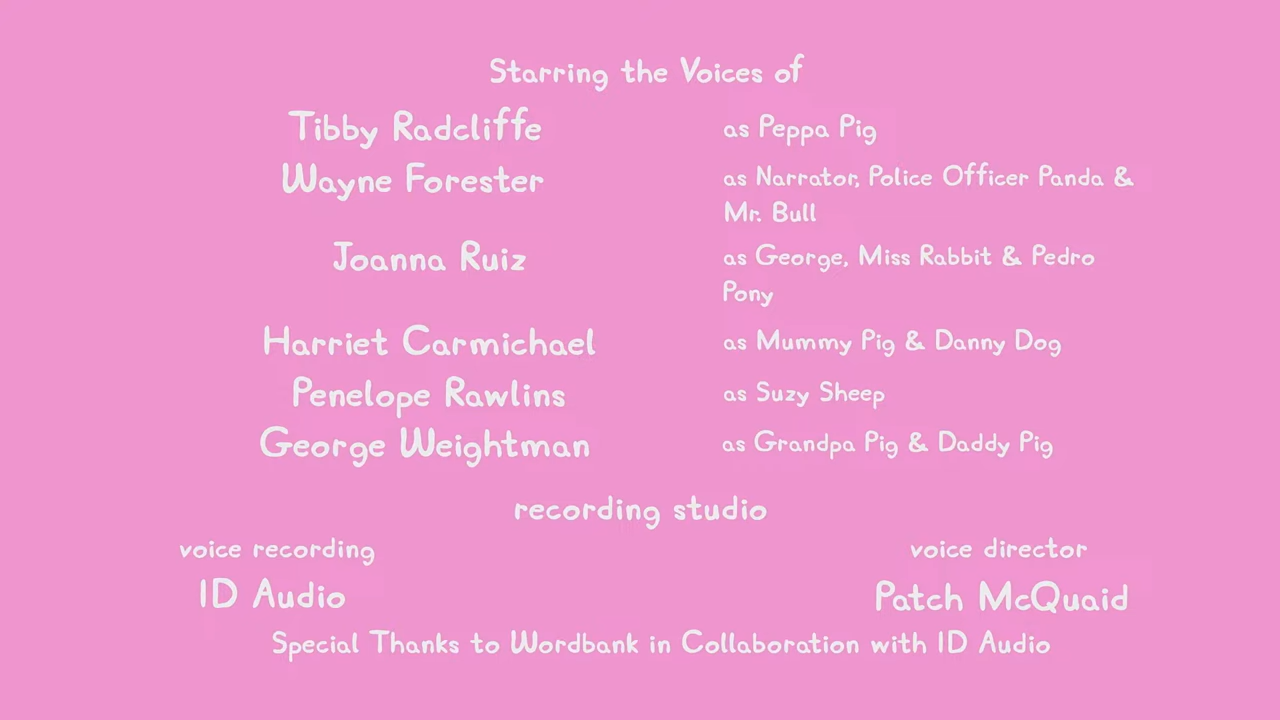 Starring the Voices of
Tibby Radcliffe as Peppa Pig
Wayne Forester as Narrator, Police Officer Panda &
Mr. Bull
Joanna Ruiz as George, Miss Rabbit & Pedro
Pony
Harriet Carmichael as Mummy Pig & Danny Dog
Penelope Rawlins as Suzy Sheep
George Weightman as Grandpa Pig & Daddy Pig
recording studio
voice recording voice director
ID Audio Patch McQuaid
Special Thanks to Wordbank in Collaboration with ID Audio